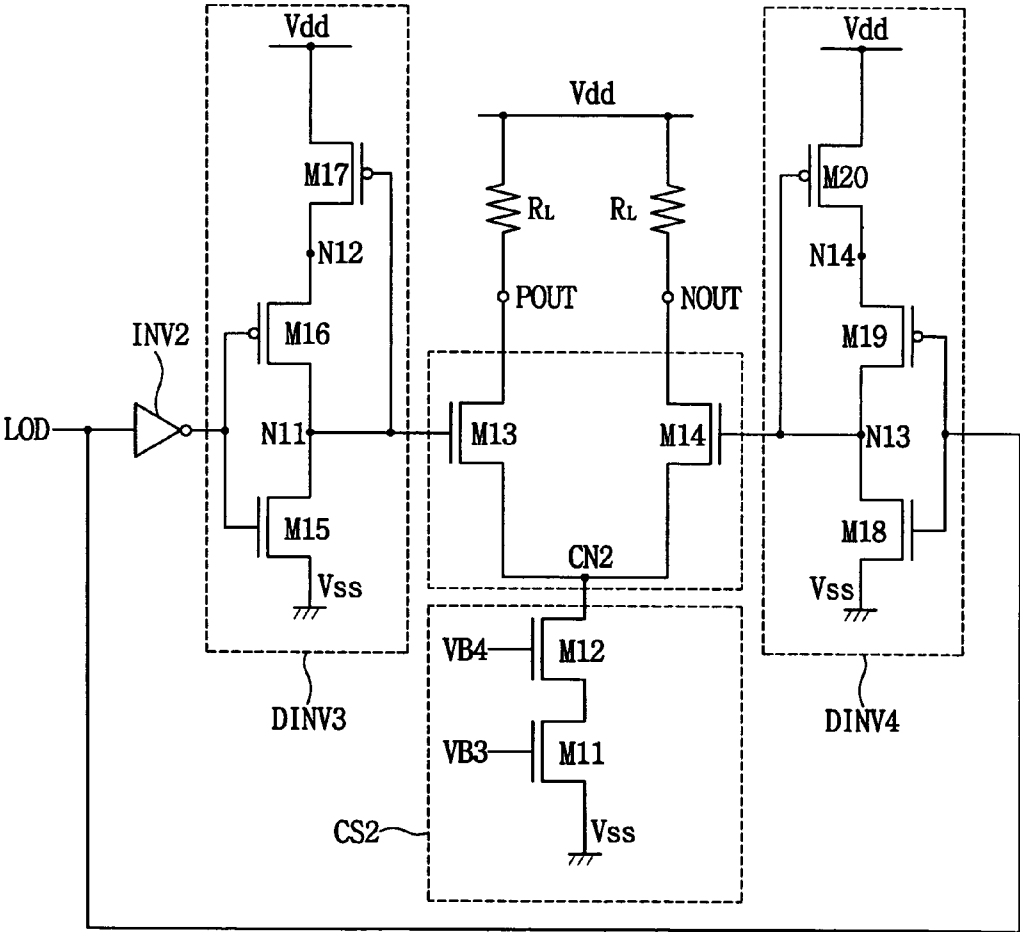 Vdd
Vdd
Vdd
M17
M20
RL
RL
N12
N14
POUT
NOUT
INV2
M16
M19
LOD
N11
M13
M14
N13
M15
M18
CN2
Vss
Vss
VB4
M12
DINV3
DINV4
VB3
M11
CS2
Vss